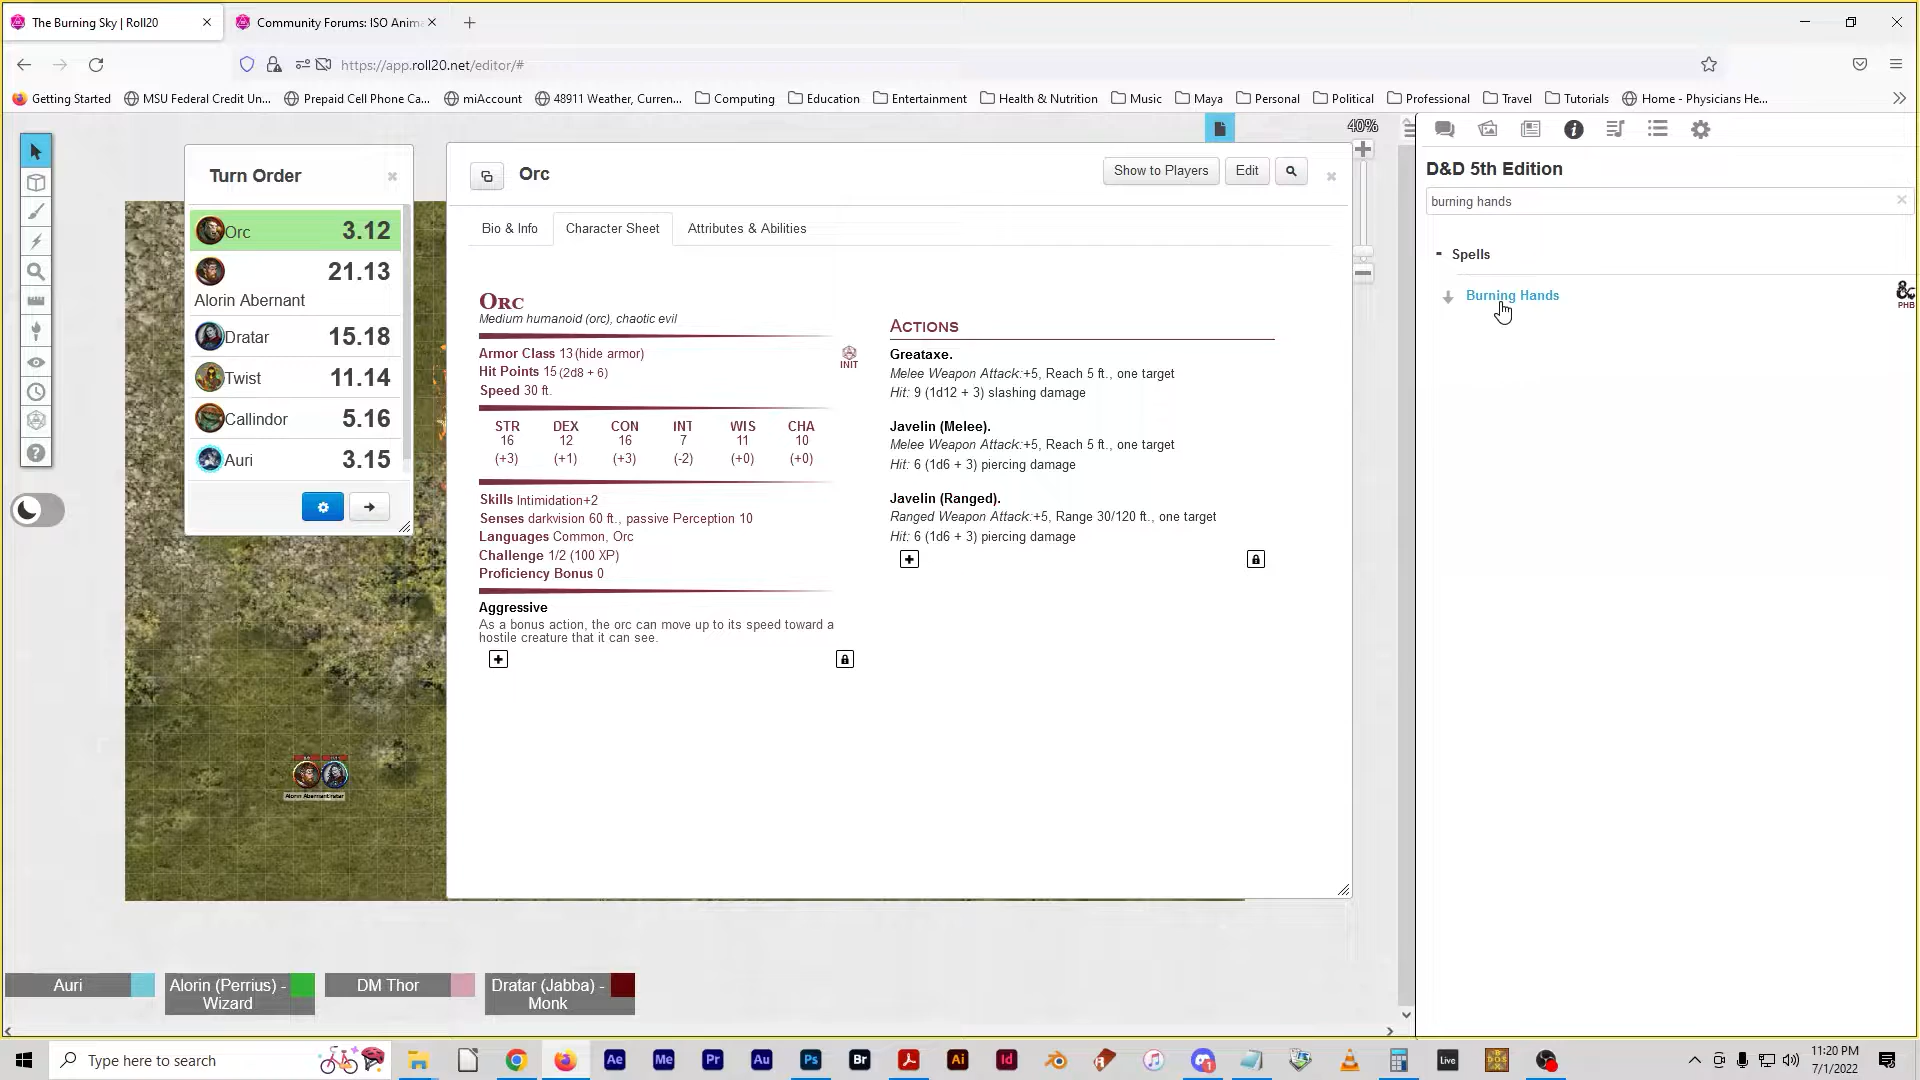 The Burning Sky | Roll20
Community Forums: ISO Anima
https://app.roll20.net/editor/#
Getting Started
MSU Federal Credit Un...
Prepaid Cell Phone Ca...
miAccount
48911 Weather, Curren...
Computing
Education
Entertainment
Health & Nutrition
Music
Maya
Personal
Political
Professional
Travel
Tutorials
Home - Physicians He...
40%
Turn Order
Orc 3.12
21.13
Alorin Abernant
Dratar 15.18
Twist 11.14
Callindor 5.16
Auri 3.15
Orc
Show to Players
Edit
Bio & Info
Character Sheet
Attributes & Abilities
ORC
Medium humanoid (orc), chaotic evil
Armor Class 13 (hide armor)
Hit Points 15 (2d8 + 6)
Speed 30 ft.
INIT
STR DEX CON INT WIS CHA
16 12 16 7 11 10
(+3) (+1) (+3) (-2) (+0) (+0)
Skills Intimidation+2
Senses darkvision 60 ft., passive Perception 10
Languages Common, Orc
Challenge 1/2 (100 XP)
Proficiency Bonus 0
Aggressive
As a bonus action, the orc can move up to its speed toward a
hostile creature that it can see.
ACTIONS
Greataxe.
Melee Weapon Attack:+5, Reach 5 ft., one target
Hit: 9 (1d12 + 3) slashing damage
Javelin (Melee).
Melee Weapon Attack:+5, Reach 5 ft., one target
Hit: 6 (1d6 + 3) piercing damage
Javelin (Ranged).
Ranged Weapon Attack:+5, Range 30/120 ft., one target
Hit: 6 (1d6 + 3) piercing damage
D&D 5th Edition
burning hands
Spells
Burning Hands
PHB
Auri
Alorin (Perrius) -
Wizard
DM Thor
Dratar (Jabba) -
Monk
Type here to search
Ae
Me
Pr
Au
Ps
Br
Ai
Id
1
Live
11:20 PM
7/1/2022